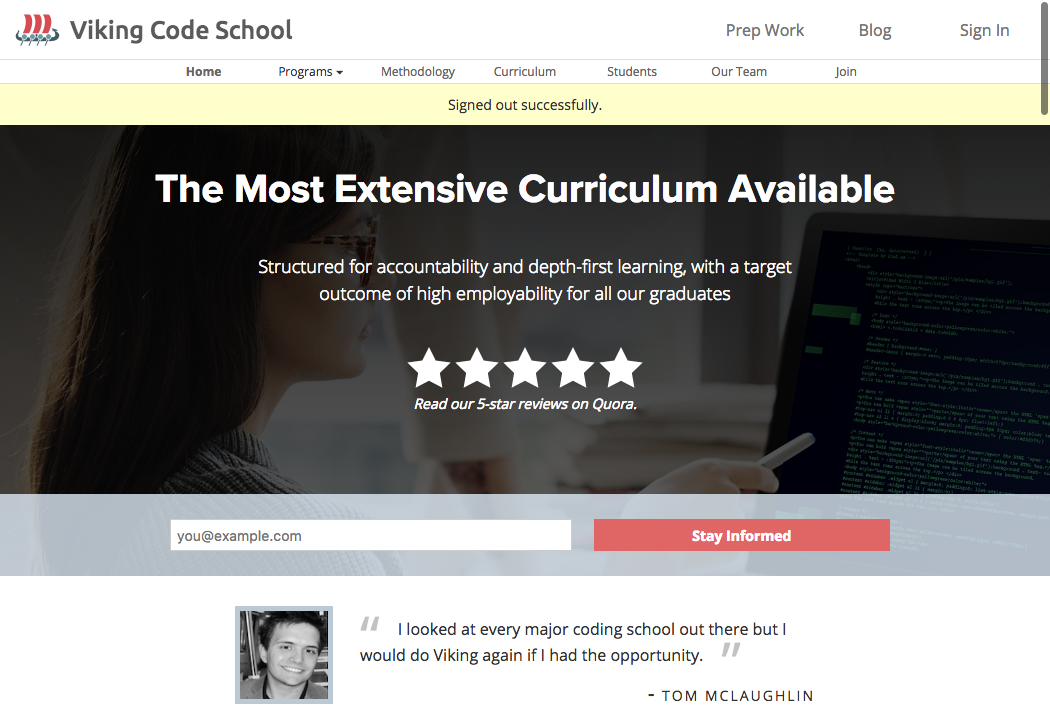 Viking Code School
Prep Work Blog Sign In
Home Programs Methodology Curriculum Students Our Team Join
Signed out successfully.
The Most Extensive Curriculum Available
Structured for accountability and depth-first learning, with a target
outcome of high employability for all our graduates
Read our 5-star reviews on Quora.
you@example.com Stay Informed
“ I looked at every major coding school out there but I
would do Viking again if I had the opportunity. ”
- TOM MCLAUGHLIN